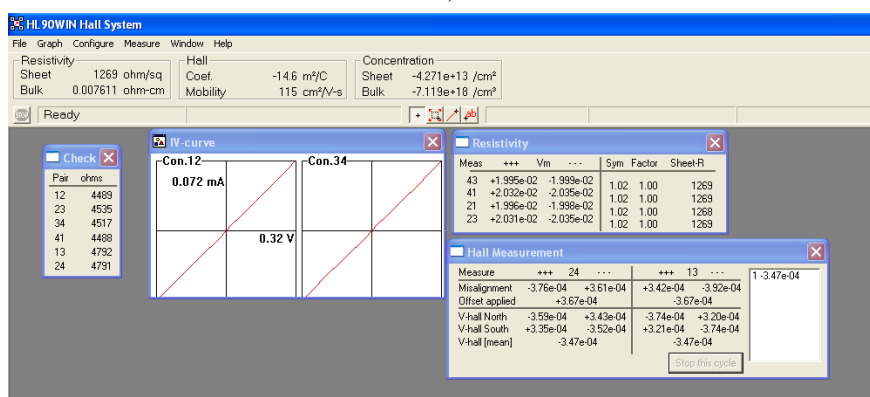 HL90WIN Hall System
File Graph Configure Measure Window Help
Resistivity Hall Concentration
Sheet 1269 ohm/sq Coef. -14.6 m²/C Sheet -4.271e+13 /cm²
Bulk 0.007611 ohm-cm Mobility 115 cm²/V-s Bulk -7.119e+18 /cm³
STOP Ready + ab
Check
Pair ohms
12 4489
23 4535
34 4517
41 4488
13 4792
24 4791
IV-curve
Con.12 Con.34
0.072 mA
0.32 V
Resistivity
Meas +++ Vm --- Sym Factor Sheet-R
43 +1.995e-02 -1.999e-02 1.02 1.00 1269
41 +2.032e-02 -2.035e-02 1.02 1.00 1269
21 +1.996e-02 -1.998e-02 1.02 1.00 1268
23 +2.031e-02 -2.035e-02 1.02 1.00 1269
Hall Measurement
Measure +++ 24 --- +++ 13 ---
Misalignment -3.76e-04 +3.61e-04 +3.42e-04 -3.92e-04
Offset applied +3.67e-04 -3.67e-04
V-hall North -3.59e-04 +3.43e-04 -3.74e-04 +3.20e-04
V-hall South +3.35e-04 -3.52e-04 +3.21e-04 -3.74e-04
V-hall [mean] -3.47e-04 -3.47e-04
1 -3.47e-04
Stop this cycle